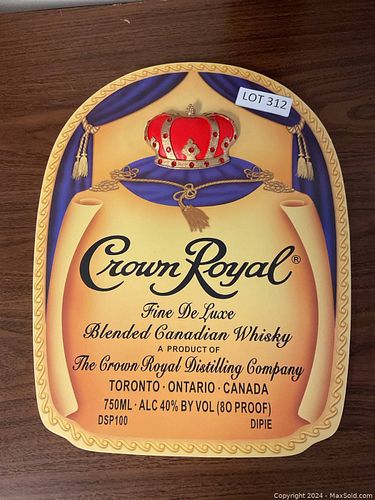 LOT 312
Crown Royal®
Fine De Luxe
Blended Canadian Whisky
A PRODUCT OF
The Crown Royal Distilling Company
TORONTO · ONTARIO · CANADA
750ML · ALC 40% BY VOL (80 PROOF)
DSP100 DIPIE
Copyright © 2024 - MaxSold.com